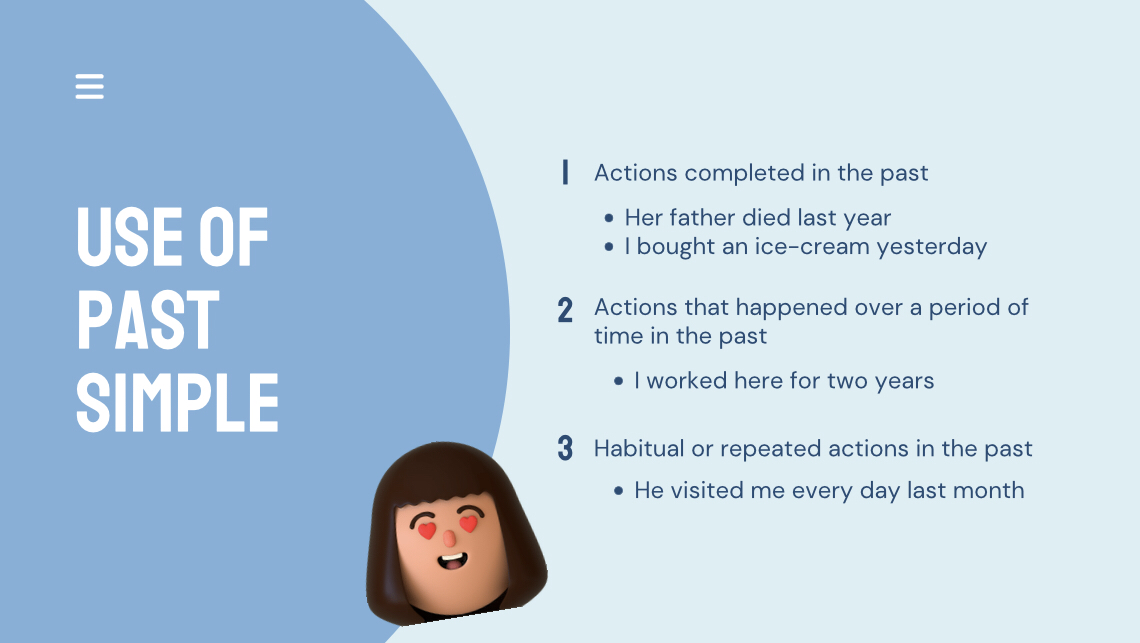 USE OF
PAST
SIMPLE
1 Actions completed in the past
• Her father died last year
• I bought an ice-cream yesterday
2 Actions that happened over a period of
time in the past
• I worked here for two years
3 Habitual or repeated actions in the past
• He visited me every day last month